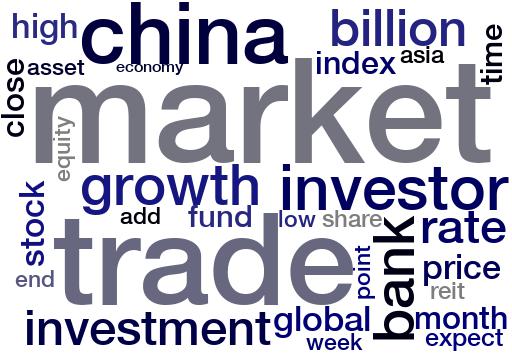 high
china
billion
close
asset
economy
index
asia
time
market
equity
growth
investor
stock
add
fund
low
share
rate
trade
bank
end
point
price
reit
investment
global
month
week
expect